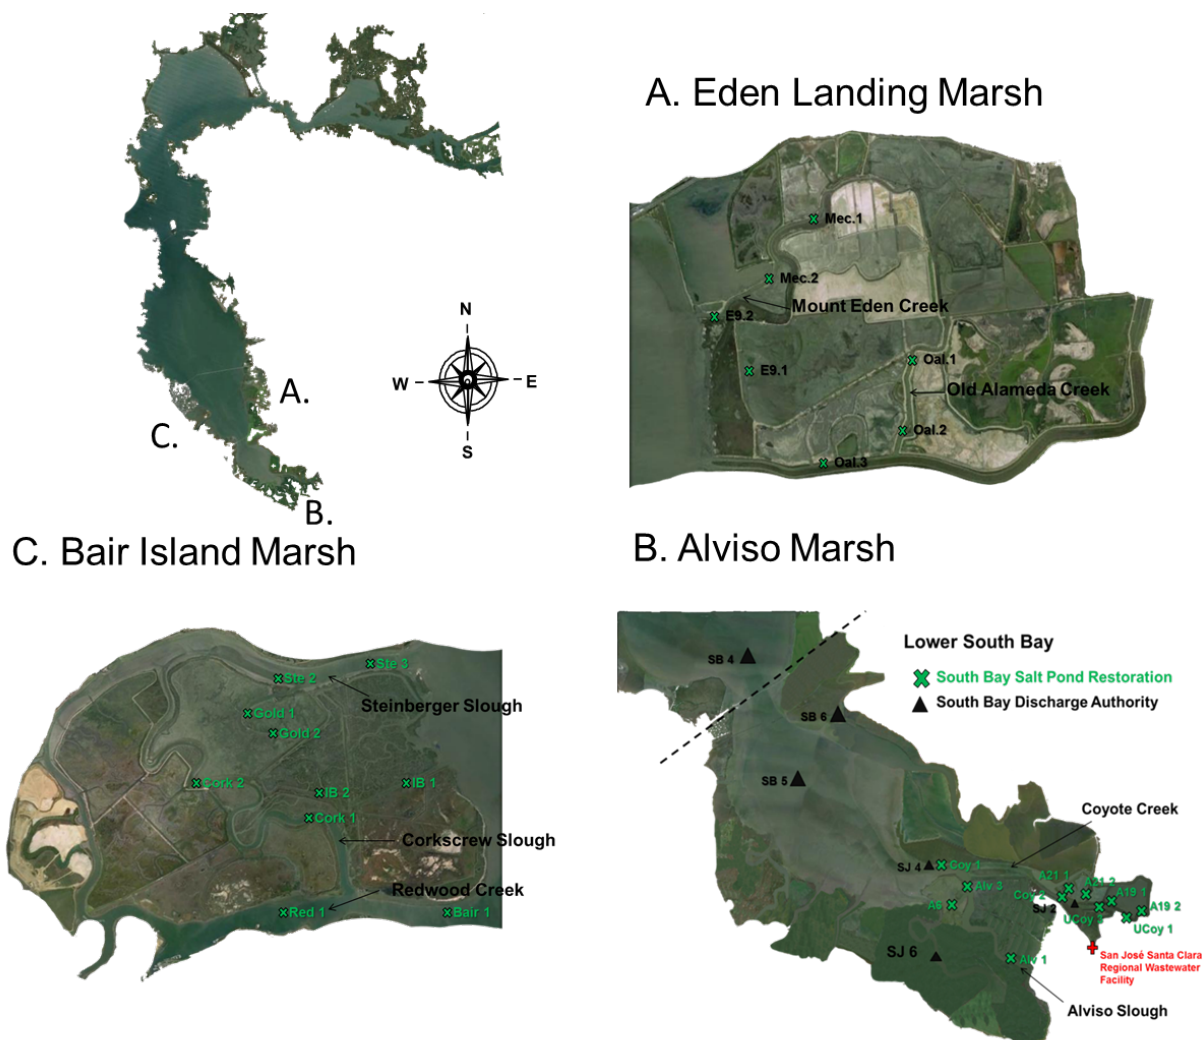 A. Eden Landing Marsh
Mec.1
Mec.2
Mount Eden Creek
E9.2
E9.1
Oal.1
Old Alameda Creek
Oal.2
Oal.3
N
W
E
S
A.
C.
B.
C. Bair Island Marsh
Ste 3
Ste 2
Steinberger Slough
Gold 1
Gold 2
Cork 2
IB 2
IB 1
Cork 1
Corkscrew Slough
Redwood Creek
Red 1
Bair 1
B. Alviso Marsh
Lower South Bay
South Bay Salt Pond Restoration
South Bay Discharge Authority
SB 4
SB 6
SB 5
Coyote Creek
SJ 4
Coy 1
Alv 3
A6
A21 1
A21 2
Coy 2
A19 1
SJ 2
A19 2
UCoy 1
SJ 6
Alv 1
San José Santa Clara
Regional Wastewater
Facility
Alviso Slough